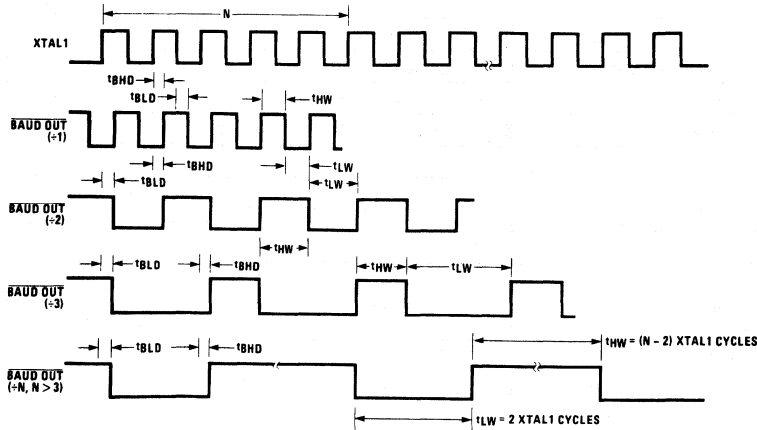 N
XTAL1
tBHD
tBLD
tHW
BAUD OUT
(÷1)
tBHD
tLW
tBLD
tLW
BAUD OUT
(÷2)
tHW
tBLD
tBHD
tHW
tLW
BAUD OUT
(÷3)
tBLD
tBHD
tHW = (N – 2) XTAL1 CYCLES
BAUD OUT
(÷N, N > 3)
tLW = 2 XTAL1 CYCLES